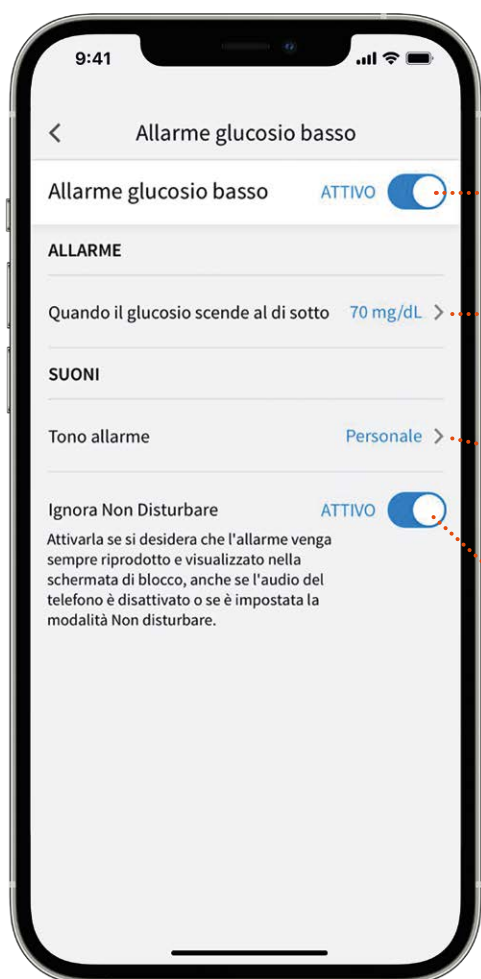 9:41
Allarme glucosio basso
Allarme glucosio basso ATTIVO
ALLARME
Quando il glucosio scende al di sotto 70 mg/dL
SUONI
Tono allarme Personale
Ignora Non Disturbare ATTIVO
Attivarla se si desidera che l'allarme venga
sempre riprodotto e visualizzato nella
schermata di blocco, anche se l'audio del
telefono è disattivato o se è impostata la
modalità Non disturbare.